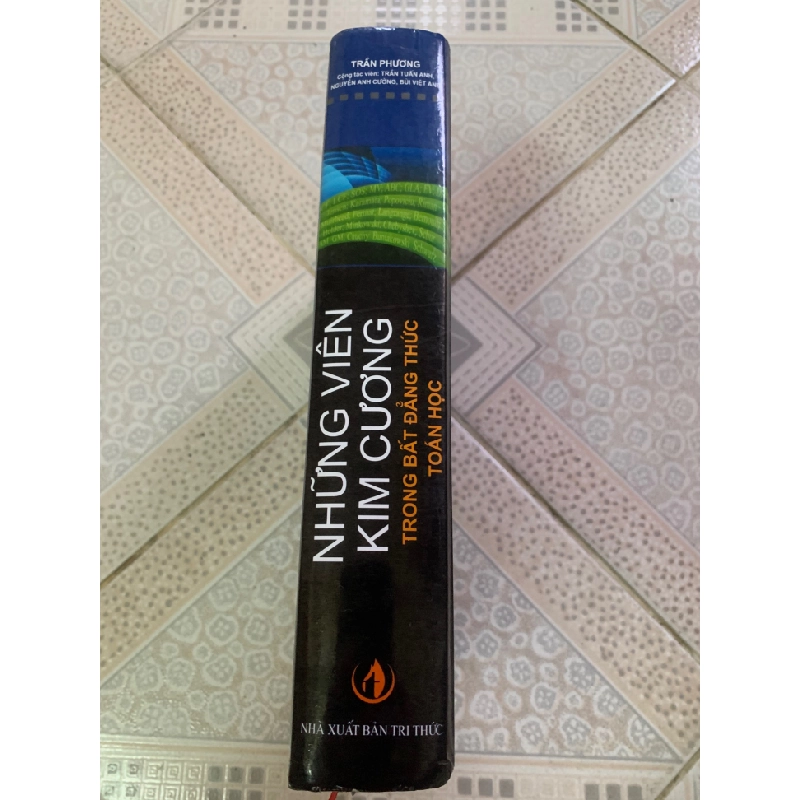 TRẦN PHƯƠNG
Cộng tác viên: TRẦN TUẤN ANH,
NGUYỄN ANH CƯỜNG, BÙI VIỆT ANH
NHỮNG VIÊN
KIM CƯƠNG
TRONG BẤT ĐẲNG THỨC
TOÁN HỌC
NHÀ XUẤT BẢN TRI THỨC